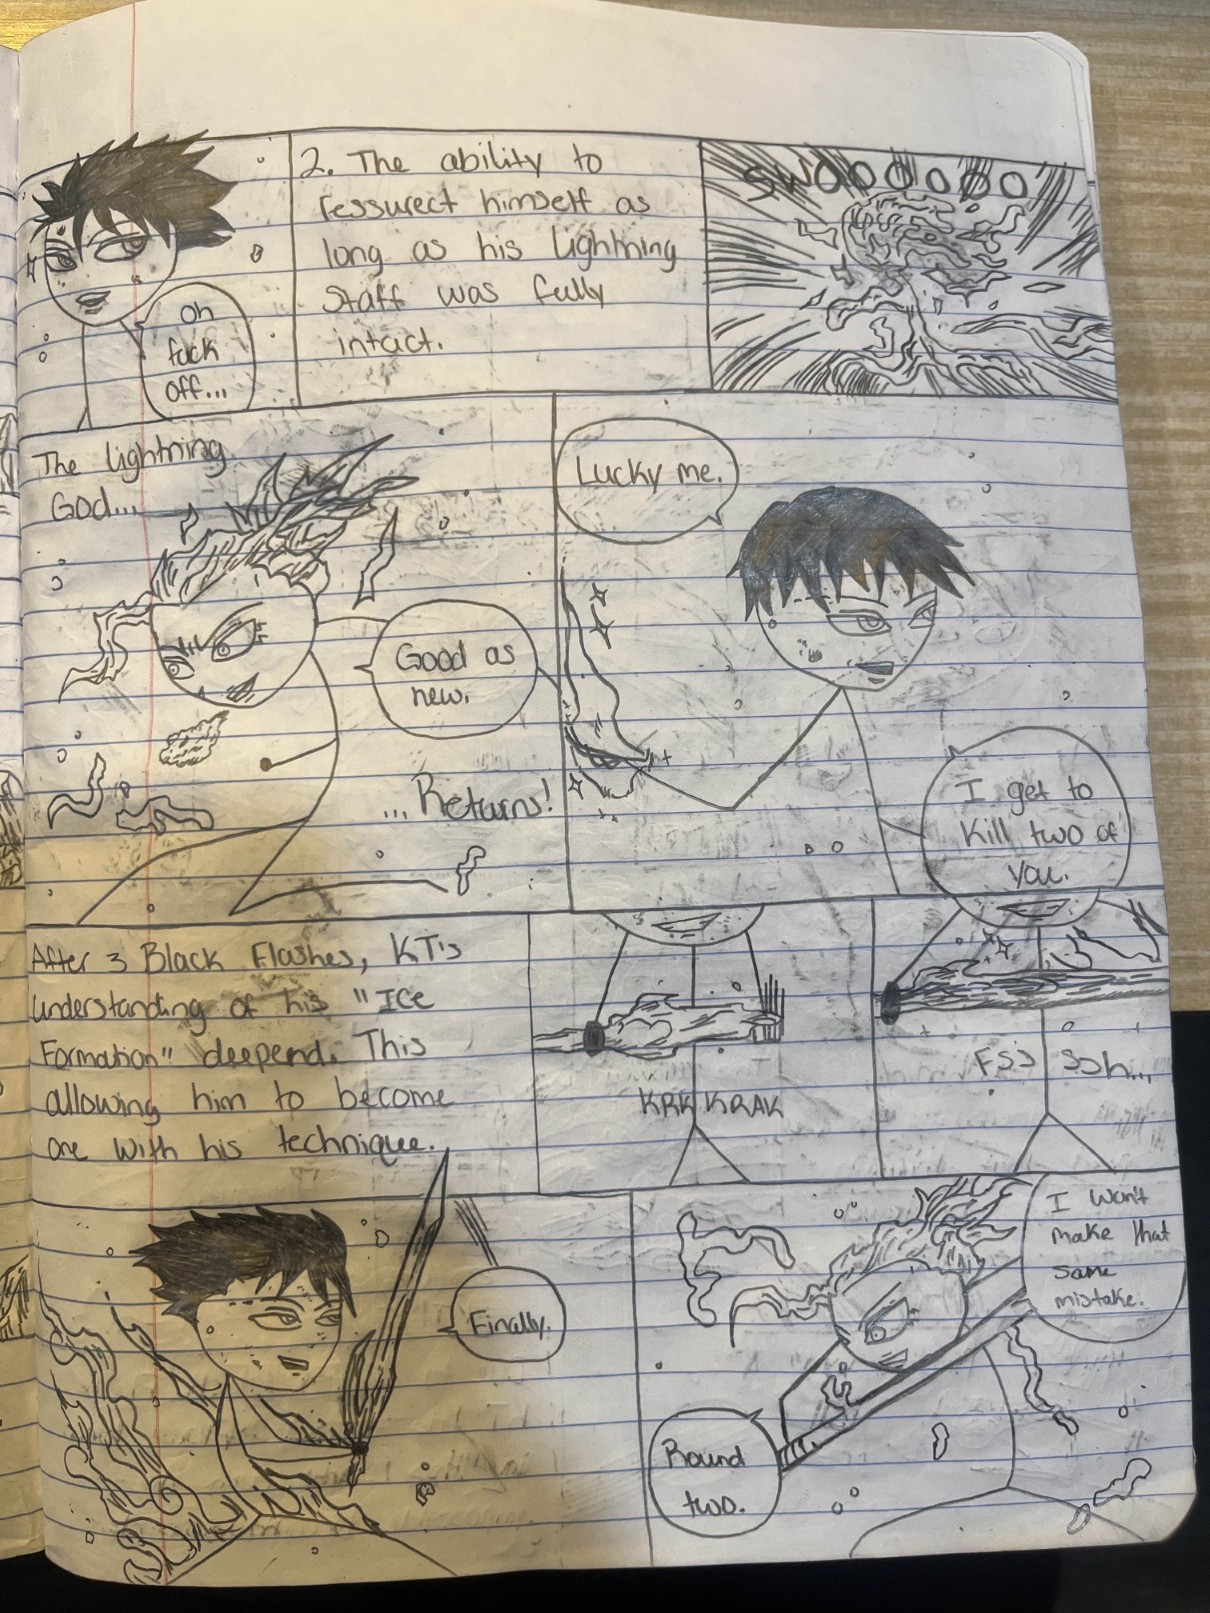 oh
fuck
off...
2. The ability to
ressurect himself as
long as his lightning
staff was fully
intact.
SWOOOOOOO
The lightning
God...
Good as
new.
...Returns!
Lucky me.
I get to
kill two of
you.
After 3 Black Flashes, KT's
understanding of his "Ice
Formation" deepend. This
allowing him to become
one with his technique.
KRK KRAK
FSS SSh...
Finally.
I won't
make that
same
mistake.
Round
two.